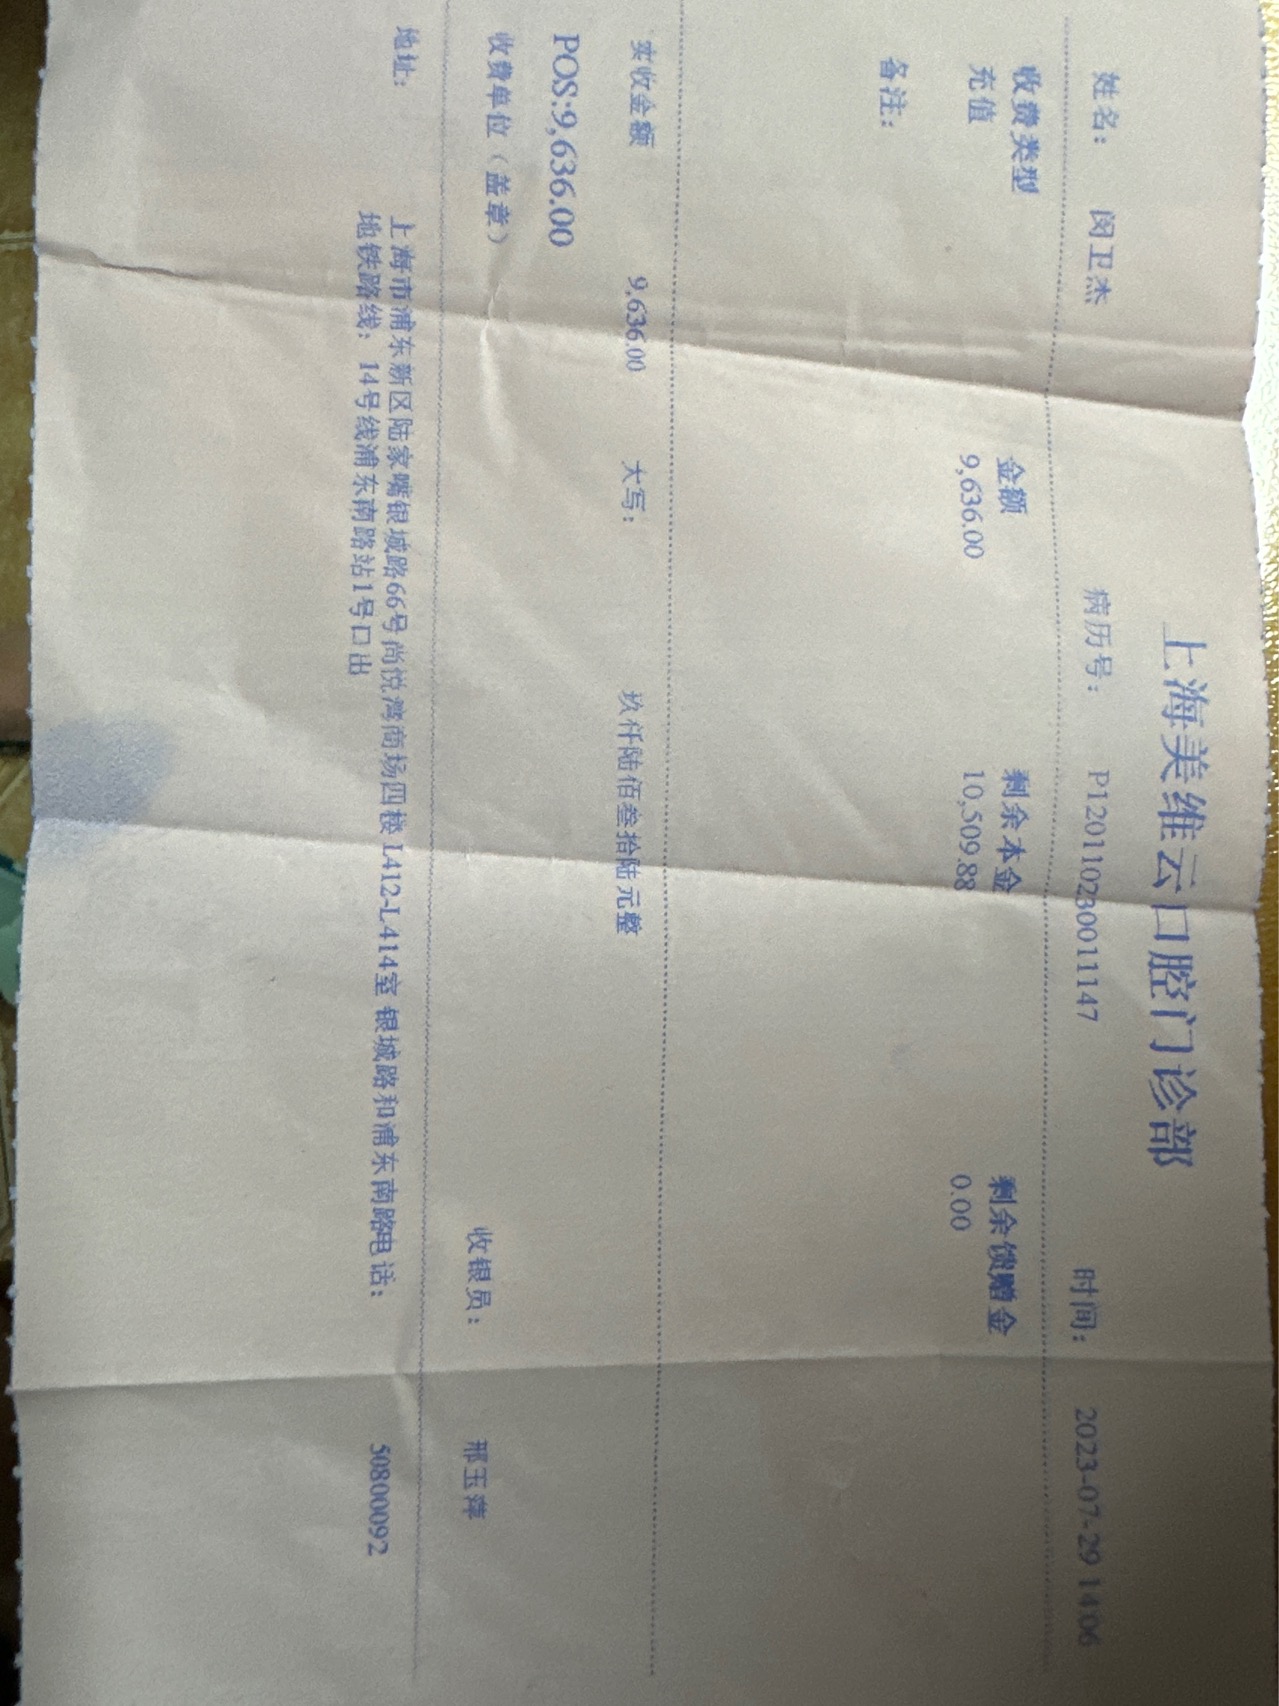 上海美维云口腔门诊部
姓名： 闵卫杰 病历号： P120110230011147 时间： 2023-07-29 14:06
收费类型 金额 剩余本金 剩余馈赠金
充值 9,636.00 10,509.88 0.00
备注：
实收金额 9,636.00 大写： 玖仟陆佰叁拾陆元整
POS:9,636.00
收费单位（盖章） 收银员： 邢玉萍
地址： 上海市浦东新区陆家嘴银城路66号尚悦湾商场四楼L412-L414室 银城路和浦东南路电话： 50800092
地铁路线：14号线浦东南路站1号口出